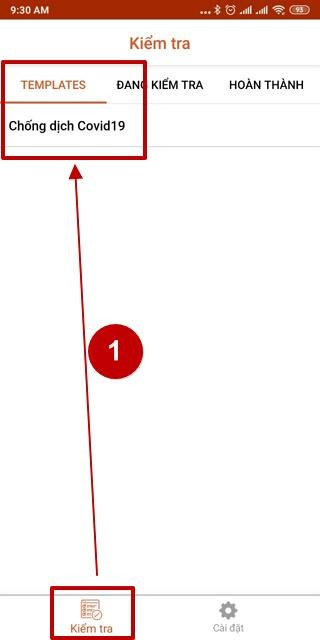 9:30 AM 93
Kiểm tra
TEMPLATES ĐANG KIỂM TRA HOÀN THÀNH
Chống dịch Covid19
1
Kiểm tra Cài đặt